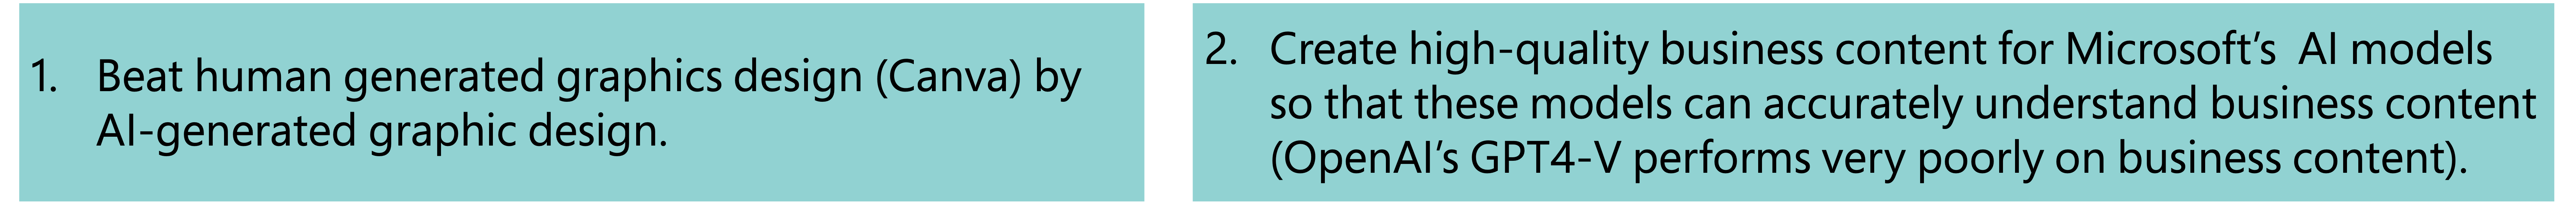 1. Beat human generated graphics design (Canva) by
AI-generated graphic design.
2. Create high-quality business content for Microsoft’s  AI models
so that these models can accurately understand business content
(OpenAI’s GPT4-V performs very poorly on business content).